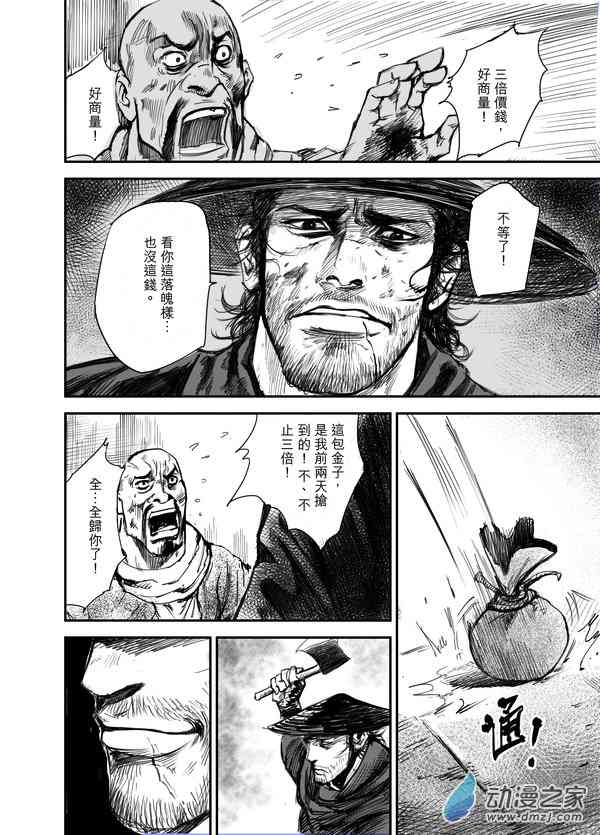 三倍價錢，
好商量！
好商量！
不等了！
看你這落魄樣…
也沒這錢。
這包金子，
是我前兩天搶
到的！不、不
止三倍！
全…全歸你了！
通！
动漫之家
www.dmzj.com